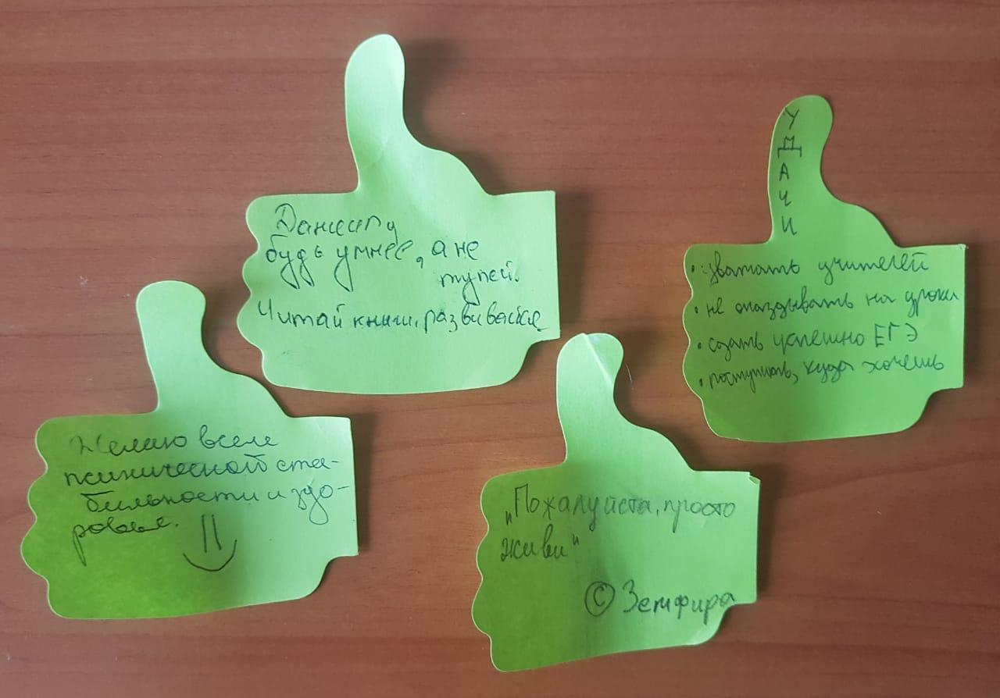 Даниил,
будь умнее, а не
тупей.
Читай книги, развивайся
У
Д
А
Ч
И
• уважать учителей
• не опаздывать на уроки
• сдать успешно ЕГЭ
• поступить, куда хочешь
Желаю всем
психической ста-
бильности и здо-
ровья.
"Пожалуйста, просто
живи"
© Земфира